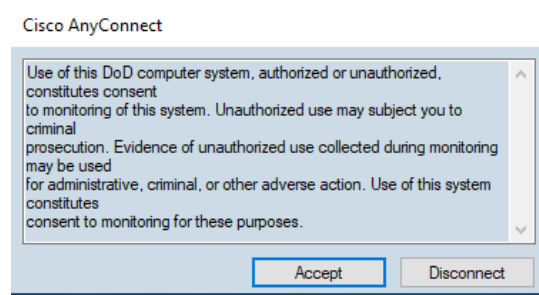 Cisco AnyConnect
Use of this DoD computer system, authorized or unauthorized,
constitutes consent
to monitoring of this system. Unauthorized use may subject you to
criminal
prosecution. Evidence of unauthorized use collected during monitoring
may be used
for administrative, criminal, or other adverse action. Use of this system
constitutes
consent to monitoring for these purposes.
Accept Disconnect